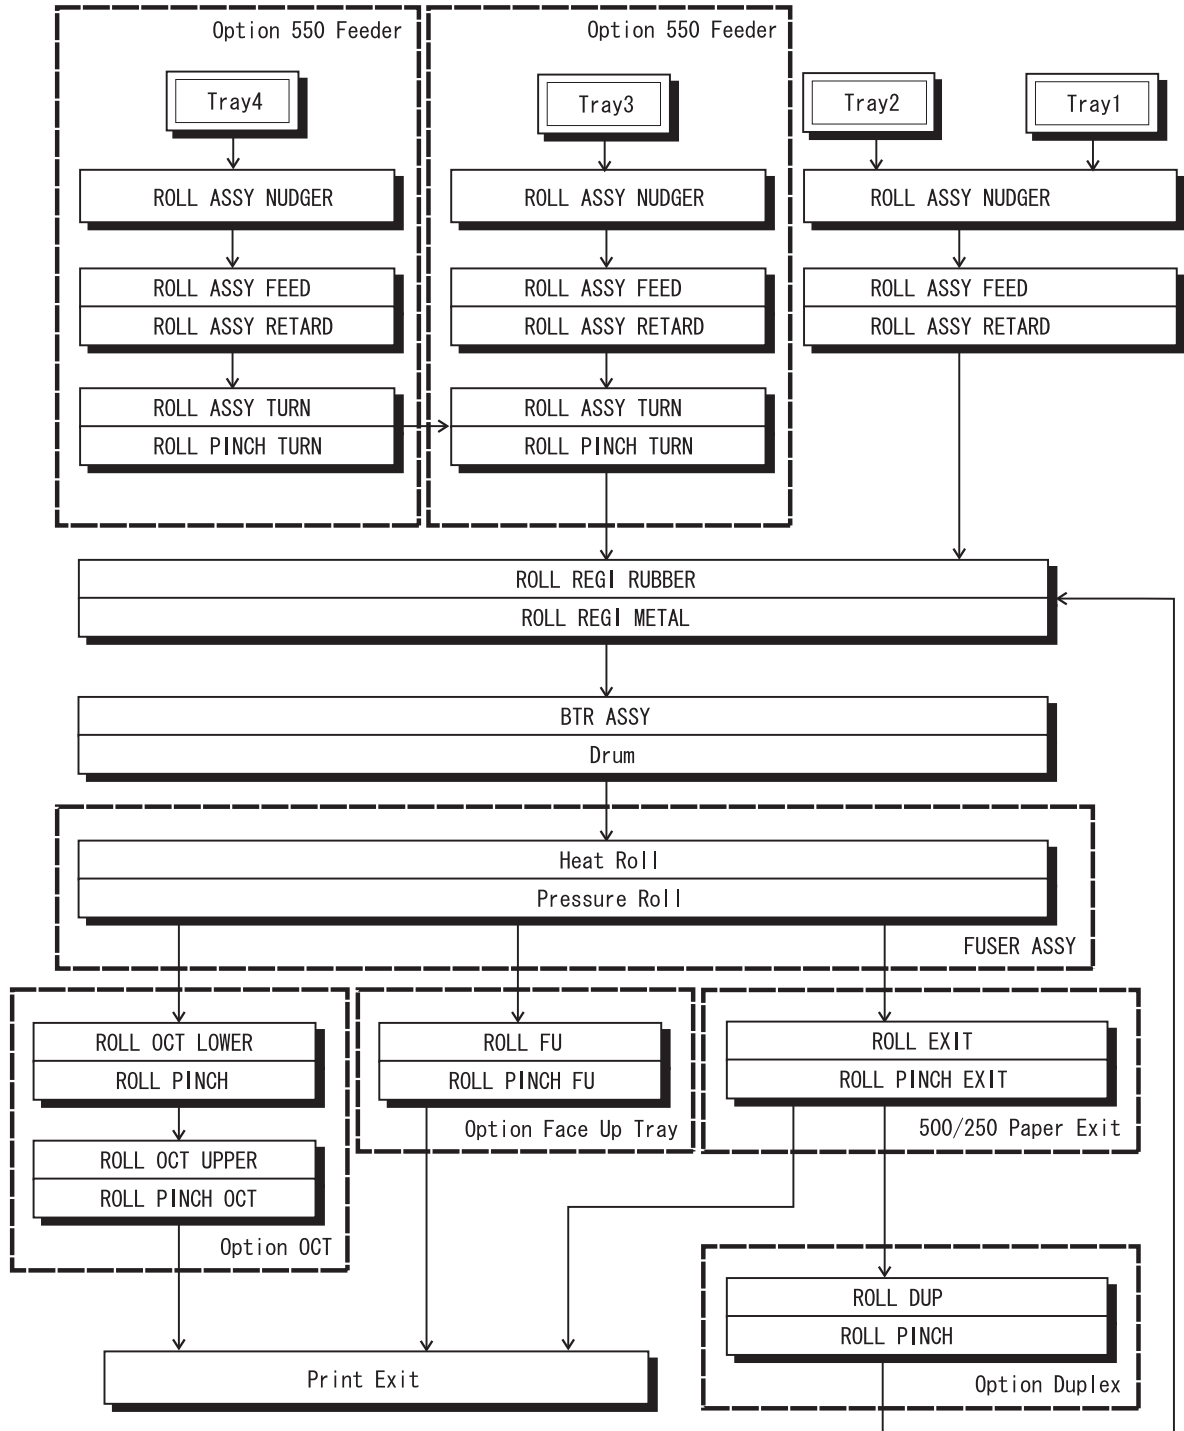 Option 550 Feeder
Option 550 Feeder
Tray4
Tray3
Tray2
Tray1
ROLL ASSY NUDGER
ROLL ASSY NUDGER
ROLL ASSY NUDGER
ROLL ASSY FEED
ROLL ASSY FEED
ROLL ASSY FEED
ROLL ASSY RETARD
ROLL ASSY RETARD
ROLL ASSY RETARD
ROLL ASSY TURN
ROLL ASSY TURN
ROLL PINCH TURN
ROLL PINCH TURN
ROLL REGI RUBBER
ROLL REGI METAL
BTR ASSY
Drum
Heat Roll
Pressure Roll
FUSER ASSY
ROLL OCT LOWER
ROLL FU
ROLL EXIT
ROLL PINCH
ROLL PINCH FU
ROLL PINCH EXIT
Option Face Up Tray
500/250 Paper Exit
ROLL OCT UPPER
ROLL PINCH OCT
Option OCT
ROLL DUP
ROLL PINCH
Print Exit
Option Duplex